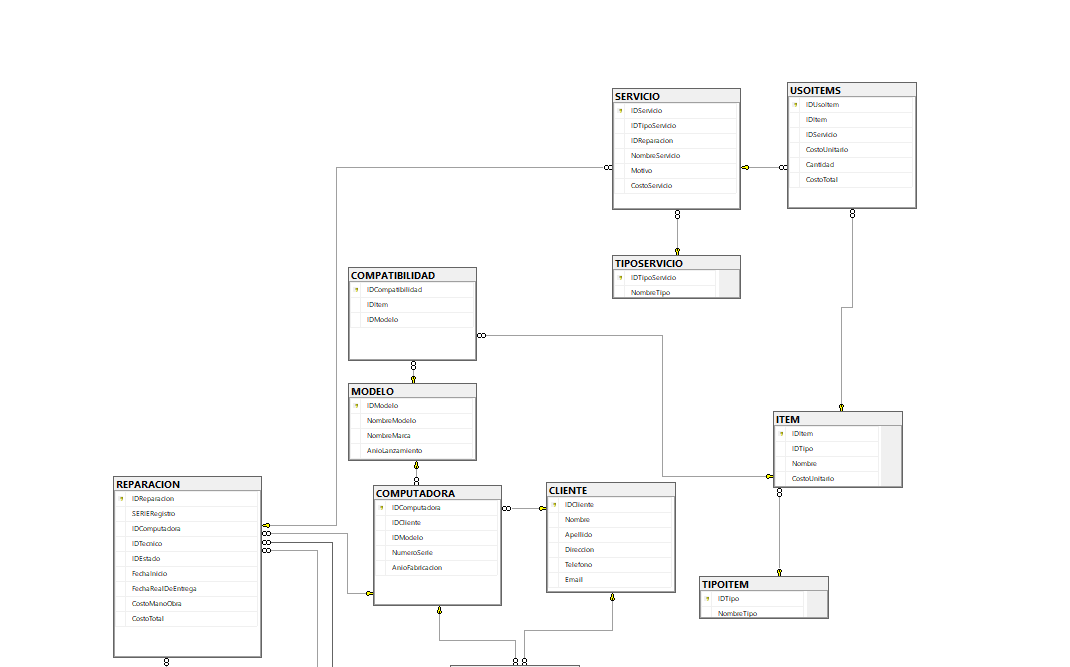 SERVICIO
IDServicio
IDTipoServicio
IDReparacion
NombreServicio
Motivo
CostoServicio
USOITEMS
IDUsoItem
IDItem
IDServicio
CostoUnitario
Cantidad
CostoTotal
TIPOSERVICIO
IDTipoServicio
NombreTipo
COMPATIBILIDAD
IDCompatibilidad
IDItem
IDModelo
MODELO
IDModelo
NombreModelo
NombreMarca
AnioLanzamiento
ITEM
IDItem
IDTipo
Nombre
CostoUnitario
REPARACION
IDReparacion
SERIERegistro
IDComputadora
IDTecnico
IDEstado
FechaInicio
FechaRealDeEntrega
CostoManoObra
CostoTotal
COMPUTADORA
IDComputadora
IDCliente
IDModelo
NumeroSerie
AnioFabricacion
CLIENTE
IDCliente
Nombre
Apellido
Direccion
Telefono
Email
TIPOITEM
IDTipo
NombreTipo